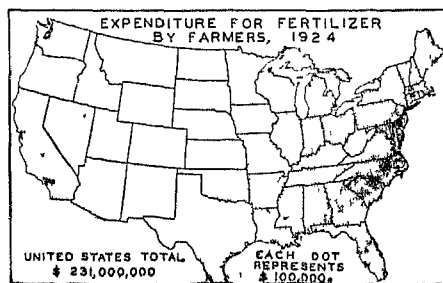 EXPENDITURE FOR FERTILIZER
BY FARMERS, 1924
UNITED STATES TOTAL
$ 231,000,000
EACH DOT
REPRESENTS
$100,000.